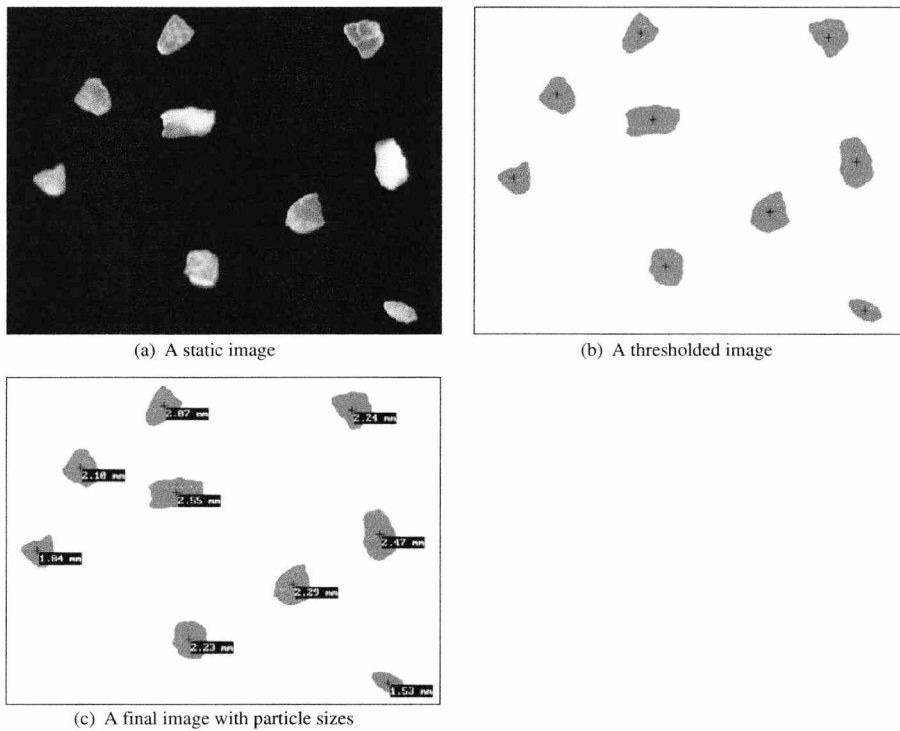 (a) A static image
(b) A thresholded image
2.07 mm
2.24 mm
2.10 mm
2.55 mm
2.47 mm
1.84 mm
2.29 mm
2.23 mm
1.53 mm
(c) A final image with particle sizes